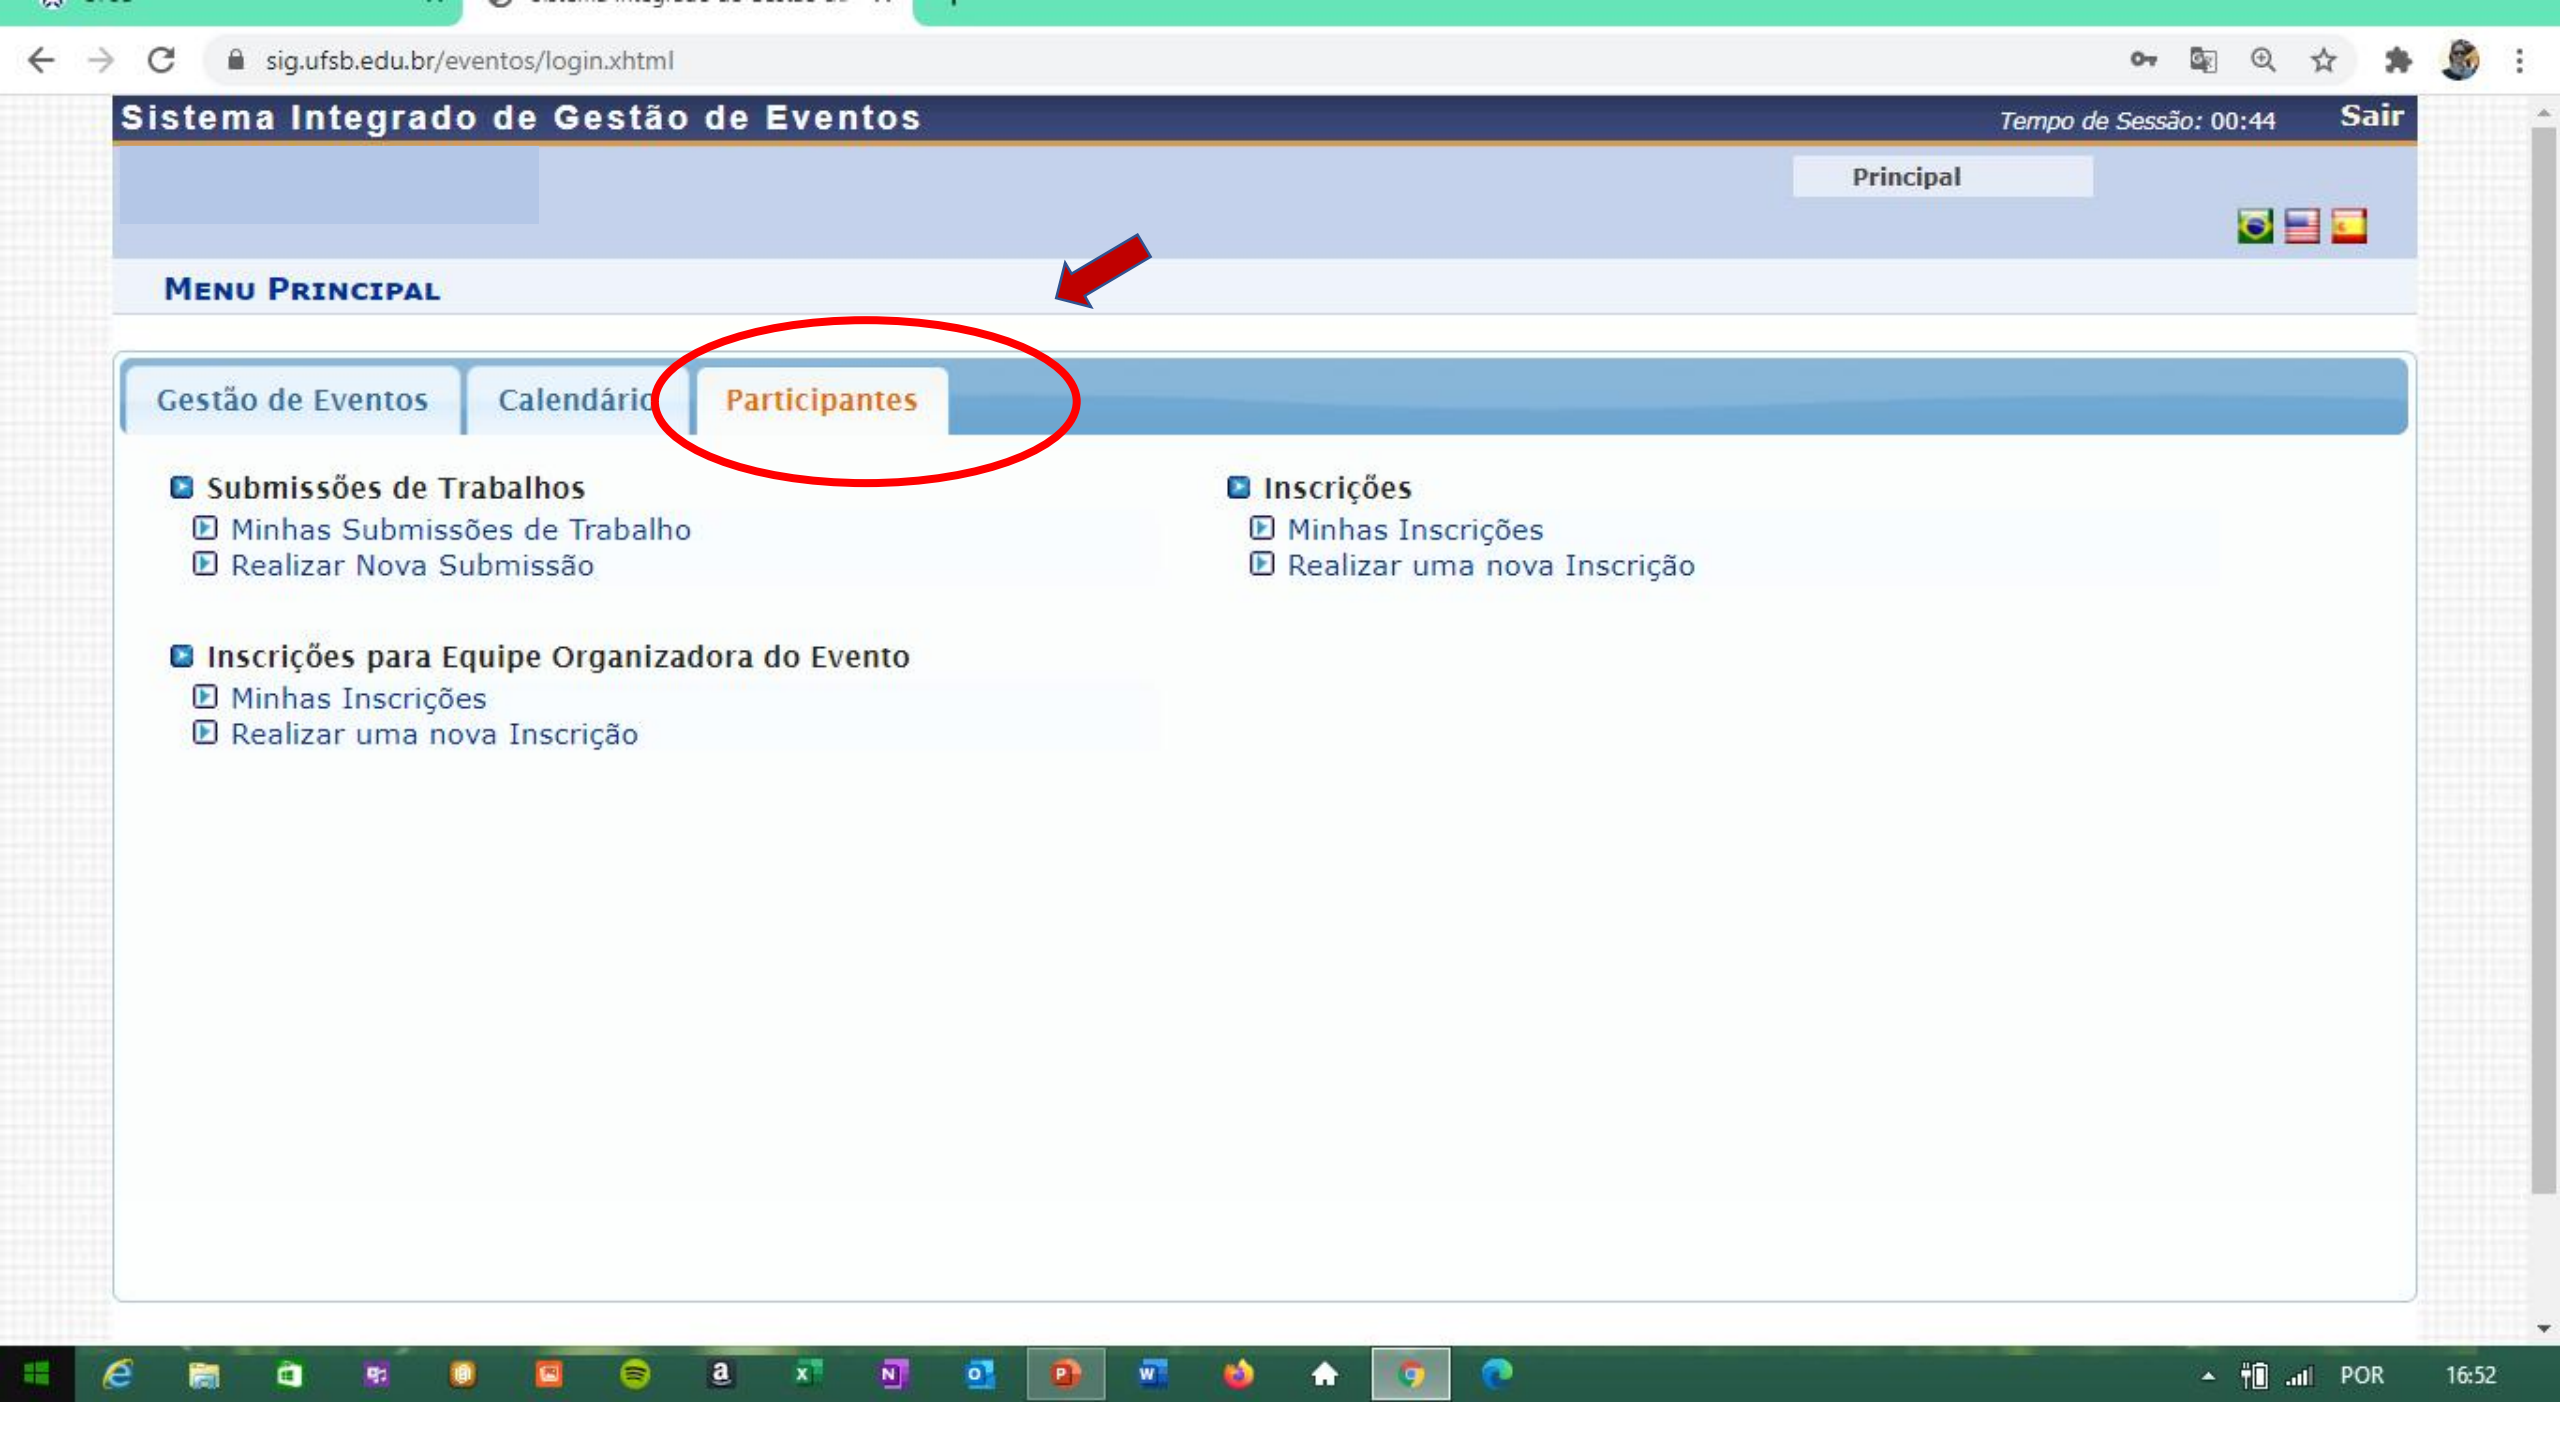 sig.ufsb.edu.br/eventos/login.xhtml
Sistema Integrado de Gestão de Eventos
Tempo de Sessão: 00:44 Sair
Principal
MENU PRINCIPAL
Gestão de Eventos Calendário Participantes
Submissões de Trabalhos
Minhas Submissões de Trabalho
Realizar Nova Submissão
Inscrições
Minhas Inscrições
Realizar uma nova Inscrição
Inscrições para Equipe Organizadora do Evento
Minhas Inscrições
Realizar uma nova Inscrição
POR 16:52